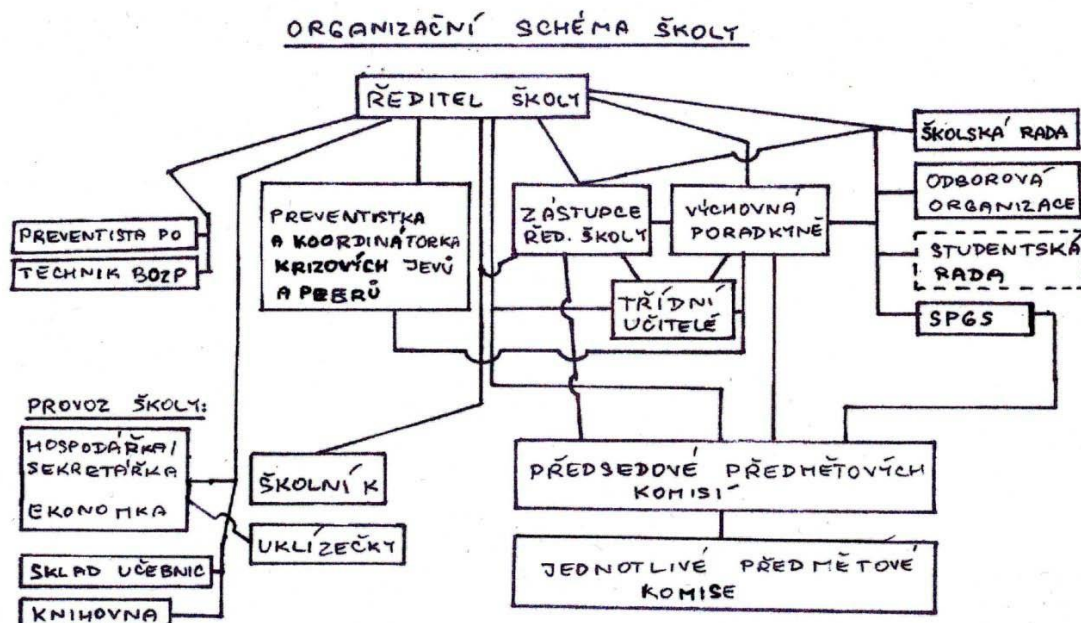 ORGANIZAČNÍ SCHÉMA ŠKOLY
ŘEDITEL ŠKOLY
ŠKOLSKÁ RADA
ODBOROVÁ
ORGANIZACE
STUDENTSKÁ
RADA
SPGS
PREVENTISTA PO
TECHNIK BOZP
PREVENTISTKA
A KOORDINÁTORKA
KRIZOVÝCH JEVŮ
A PEERŮ
ZÁSTUPCE
ŘED. ŠKOLY
VÝCHOVNÁ
PORADKYNĚ
TŘÍDNÍ
UČITELÉ
PROVOZ ŠKOLY:
HOSPODÁŘKA/
SEKRETÁŘKA
EKONOMKA
SKLAD UČEBNIC
KNIHOVNA
ŠKOLNÍK
UKLÍZEČKY
PŘEDSEDOVÉ PŘEDMĚTOVÝCH
KOMISÍ
JEDNOTLIVÉ PŘEDMĚTOVÉ
KOMISE